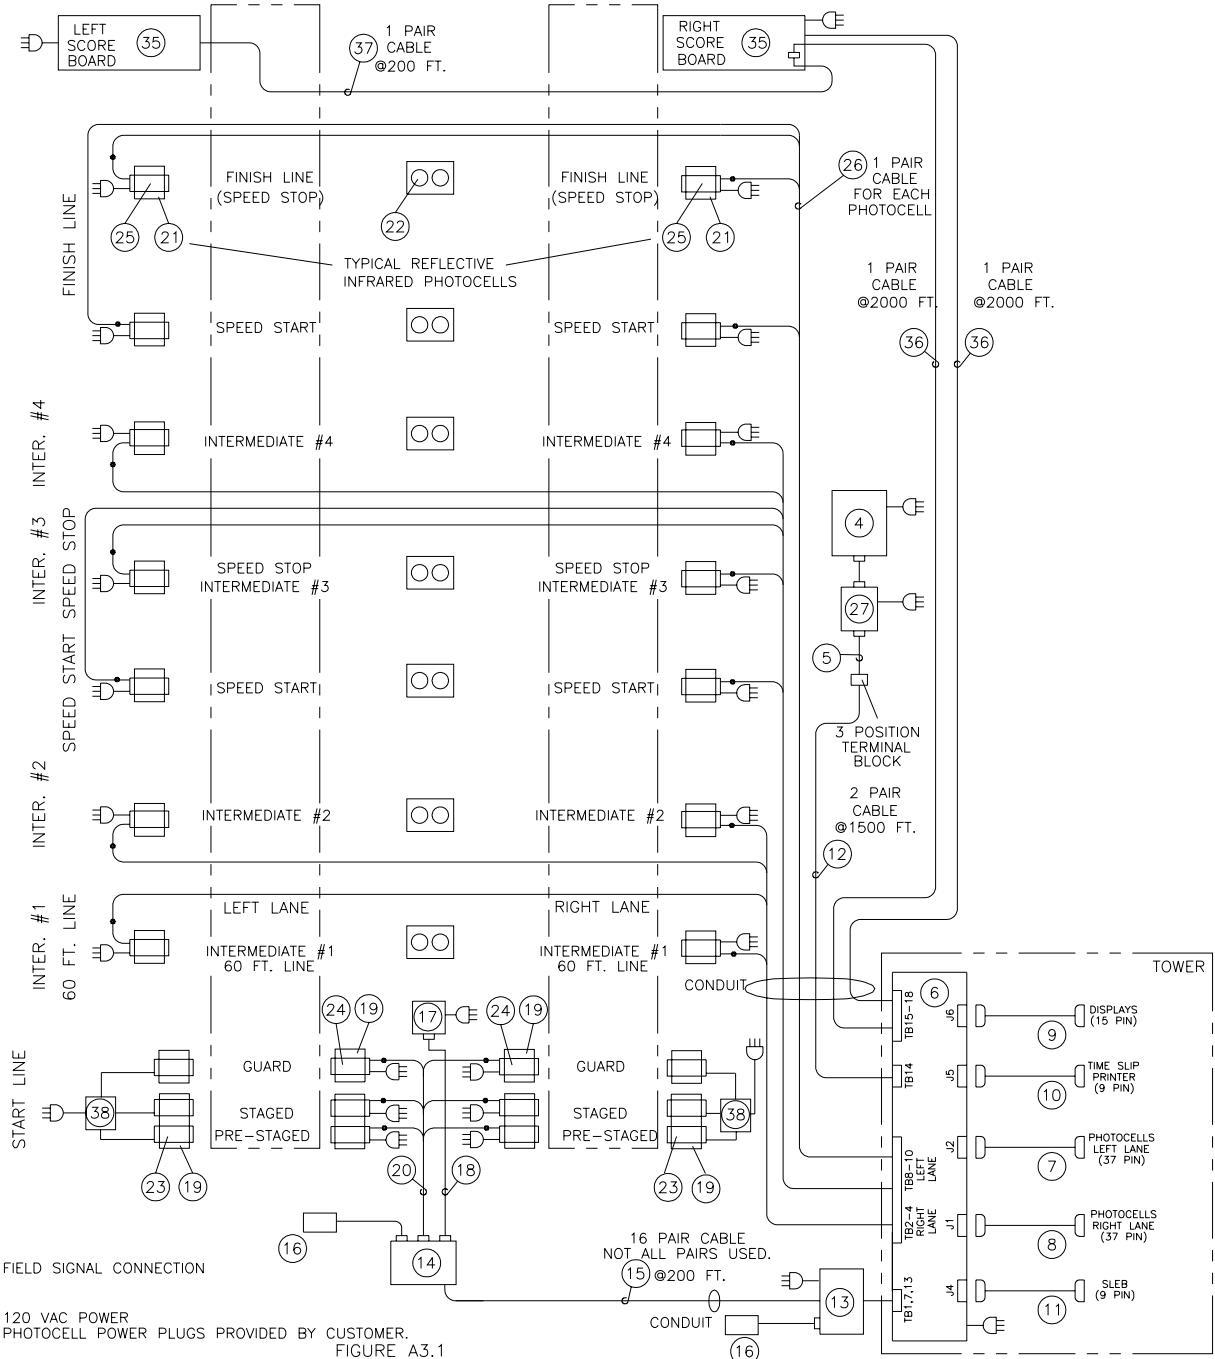 LEFT
SCORE
BOARD
35
37
1 PAIR
CABLE
@200 FT.
RIGHT
SCORE
BOARD
35
FINISH LINE
FINISH LINE
(SPEED STOP)
22
FINISH LINE
(SPEED STOP)
26
1 PAIR
CABLE
FOR EACH
PHOTOCELL
25
21
25
21
TYPICAL REFLECTIVE
INFRARED PHOTOCELLS
1 PAIR
CABLE
@2000 FT.
1 PAIR
CABLE
@2000 FT.
36
36
SPEED START
SPEED START
INTER. #4
INTERMEDIATE #4
INTERMEDIATE #4
INTER. #3
SPEED START SPEED STOP
SPEED STOP
INTERMEDIATE #3
SPEED STOP
INTERMEDIATE #3
4
27
5
SPEED START
SPEED START
3 POSITION
TERMINAL
BLOCK
INTER. #2
INTERMEDIATE #2
INTERMEDIATE #2
2 PAIR
CABLE
@1500 FT.
12
INTER. #1
60 FT. LINE
LEFT LANE
RIGHT LANE
INTERMEDIATE #1
60 FT. LINE
INTERMEDIATE #1
60 FT. LINE
CONDUIT
TOWER
6
TB15-18
J6
DISPLAYS
(15 PIN)
9
TB14
J5
TIME SLIP
PRINTER
(9 PIN)
10
TB8-10
LEFT
LANE
J2
PHOTOCELLS
LEFT LANE
(37 PIN)
7
TB2-4
RIGHT
LANE
J1
PHOTOCELLS
RIGHT LANE
(37 PIN)
8
TB1,7,13
J4
SLEB
(9 PIN)
11
START LINE
24
19
17
24
19
GUARD
GUARD
38
STAGED
STAGED
38
PRE-STAGED
PRE-STAGED
23
19
20
18
23
19
16
14
16 PAIR CABLE
NOT ALL PAIRS USED.
15
@200 FT.
CONDUIT
13
16
FIELD SIGNAL CONNECTION
120 VAC POWER
PHOTOCELL POWER PLUGS PROVIDED BY CUSTOMER.
FIGURE A3.1